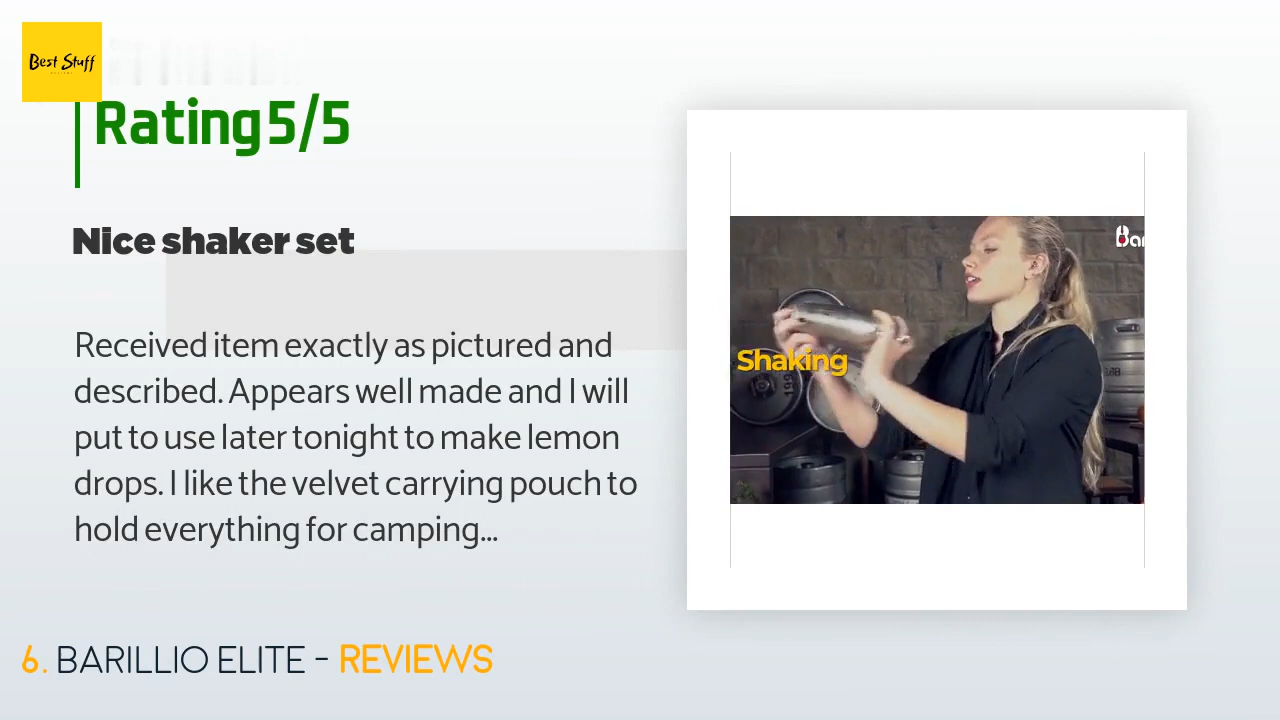 Best Stuff
Rating 5/5
Nice shaker set
Received item exactly as pictured and
described. Appears well made and I will
put to use later tonight to make lemon
drops. I like the velvet carrying pouch to
hold everything for camping...
Bar
Shaking
6. BARILLIO ELITE - REVIEWS